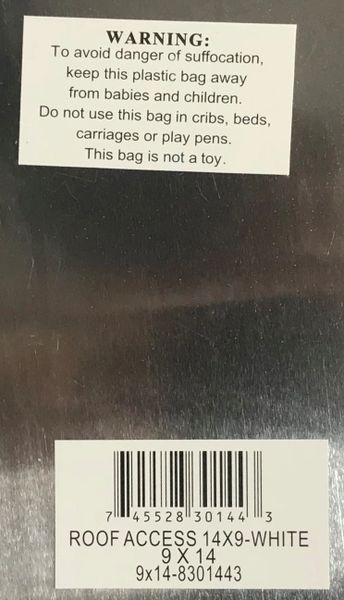 WARNING:
To avoid danger of suffocation,
keep this plastic bag away
from babies and children.
Do not use this bag in cribs, beds,
carriages or play pens.
This bag is not a toy.
7 45528 30144 3
ROOF ACCESS 14X9-WHITE
9 X 14
9x14-8301443